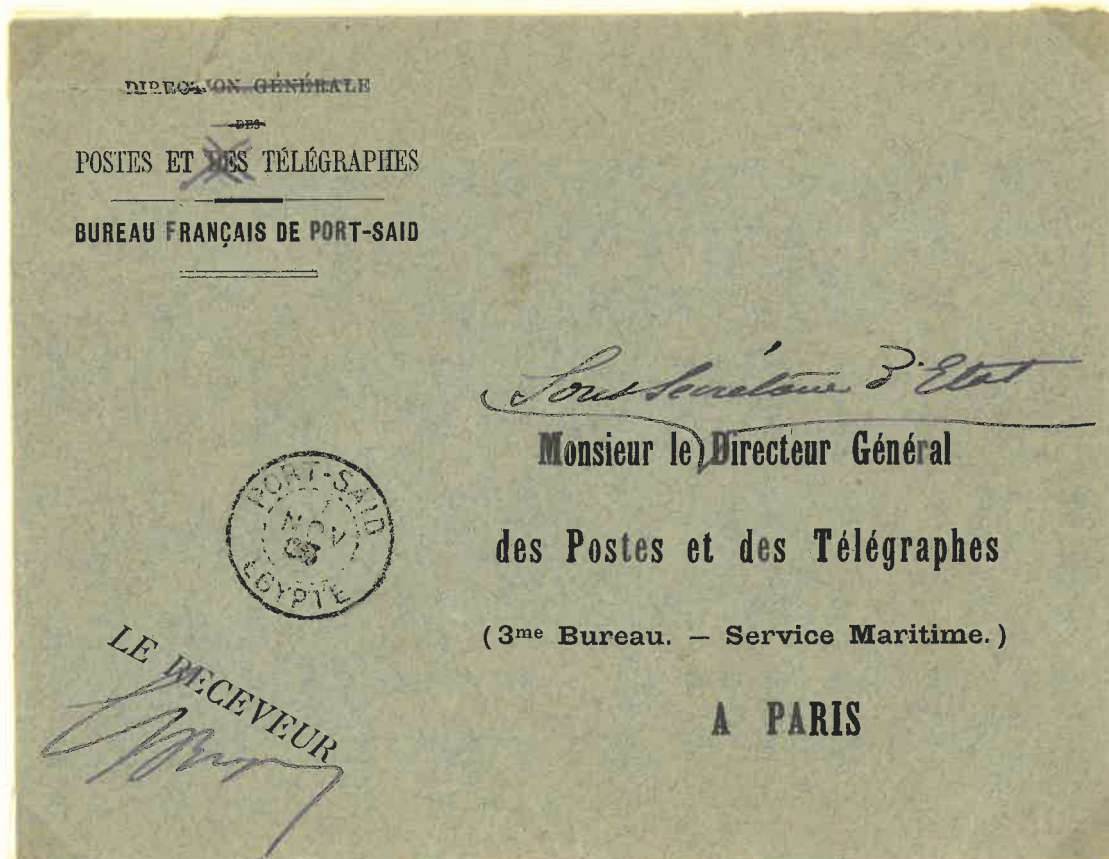 DIRECTION GÉNÉRALE
DES
POSTES ET DES TÉLÉGRAPHES
BUREAU FRANÇAIS DE PORT-SAID
Sous Secrétaire d'Etat
Monsieur le Directeur Général
des Postes et des Télégraphes
(3me Bureau. — Service Maritime.)
A PARIS
PORT-SAID
NOV
EGYPTE
LE RECEVEUR